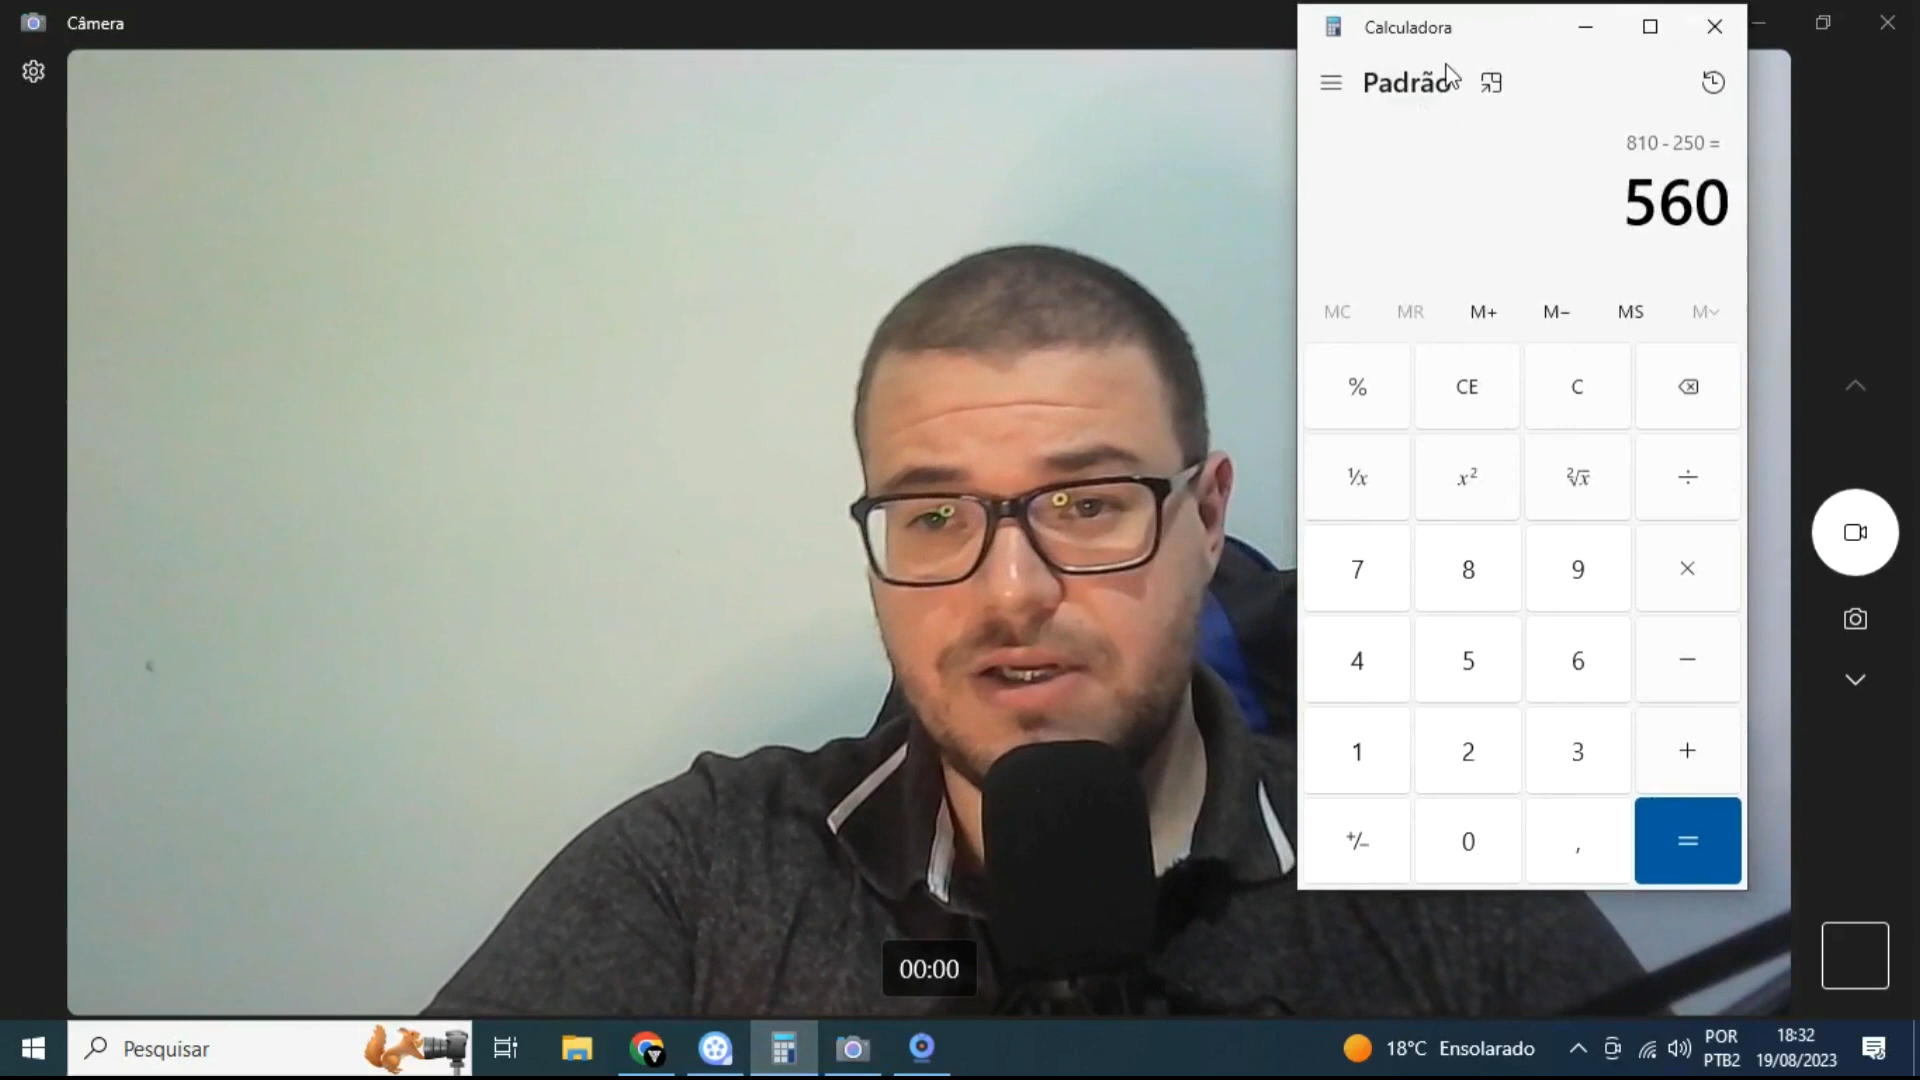 Câmera
Calculadora
Padrão
810 - 250 =
560
MC MR M+ M− MS M
% CE C
¹/x x² ²√x ÷
7 8 9 ×
4 5 6 −
1 2 3 +
+/− 0 , =
00:00
Pesquisar
18°C Ensolarado
POR
PTB2
18:32
19/08/2023